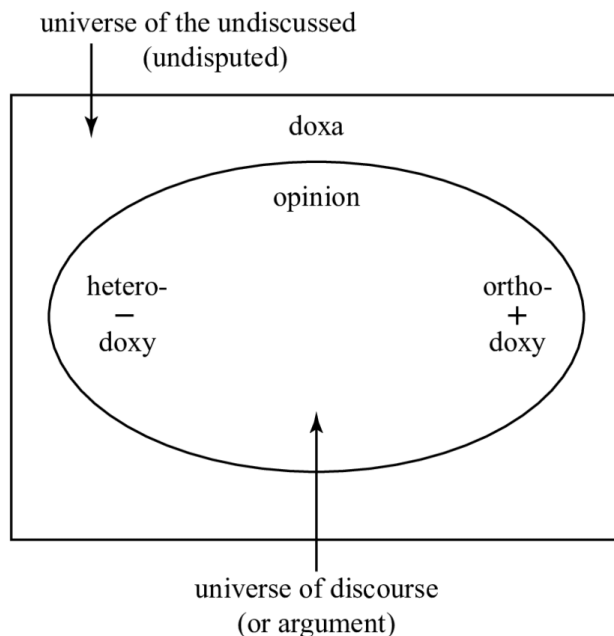 universe of the undiscussed
(undisputed)
doxa
opinion
hetero-
–
doxy
ortho-
+
doxy
universe of discourse
(or argument)